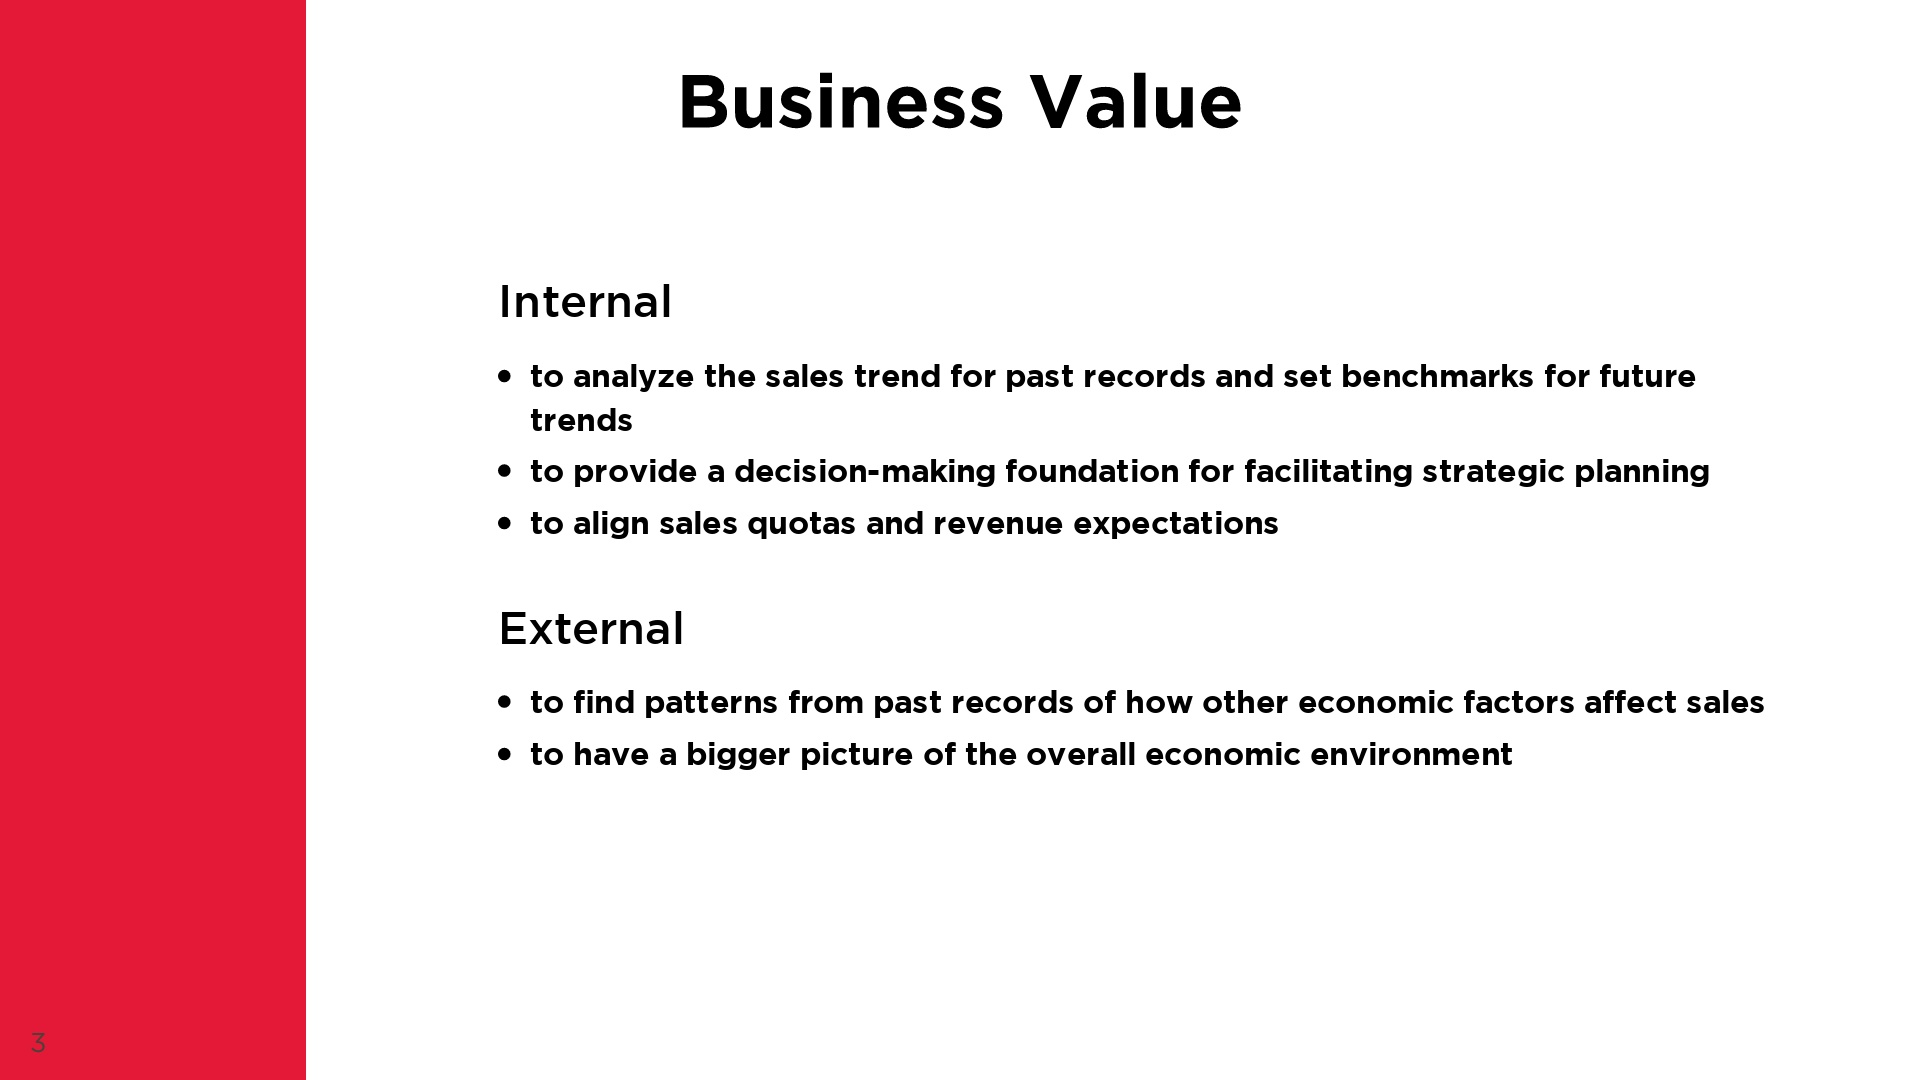 Business Value
Internal
• to analyze the sales trend for past records and set benchmarks for future
trends
• to provide a decision-making foundation for facilitating strategic planning
• to align sales quotas and revenue expectations
External
• to find patterns from past records of how other economic factors affect sales
• to have a bigger picture of the overall economic environment
3